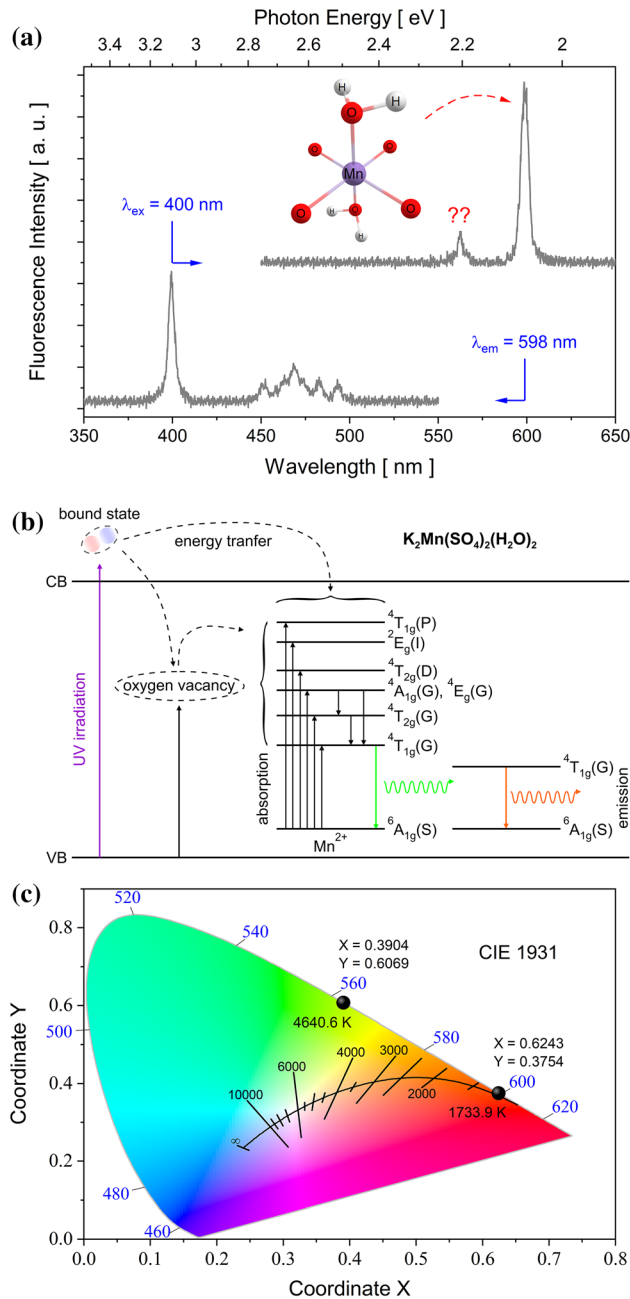 (a)
Photon Energy [ eV ]
3.4 3.2 3 2.8 2.6 2.4 2.2 2
Fluorescence Intensity [ a. u. ]
H
H
O
O
O
Mn
O
O
O
H
H
λex = 400 nm
??
λem = 598 nm
350 400 450 500 550 600 650
Wavelength [ nm ]
(b)
bound state
energy tranfer
K2Mn(SO4)2(H2O)2
CB
UV irradiation
oxygen vacancy
absorption
4T1g(P)
2Eg(I)
4T2g(D)
4A1g(G), 4Eg(G)
4T2g(G)
4T1g(G)
6A1g(S)
Mn2+
4T1g(G)
6A1g(S)
emission
VB
(c)
CIE 1931
Coordinate Y
0.8
0.6
0.4
0.2
0.0
520
540
560
500
580
600
620
480
460
X = 0.3904
Y = 0.6069
4640.6 K
X = 0.6243
Y = 0.3754
1733.9 K
10000
6000
4000
3000
2000
∞
0.0 0.1 0.2 0.3 0.4 0.5 0.6 0.7 0.8
Coordinate X